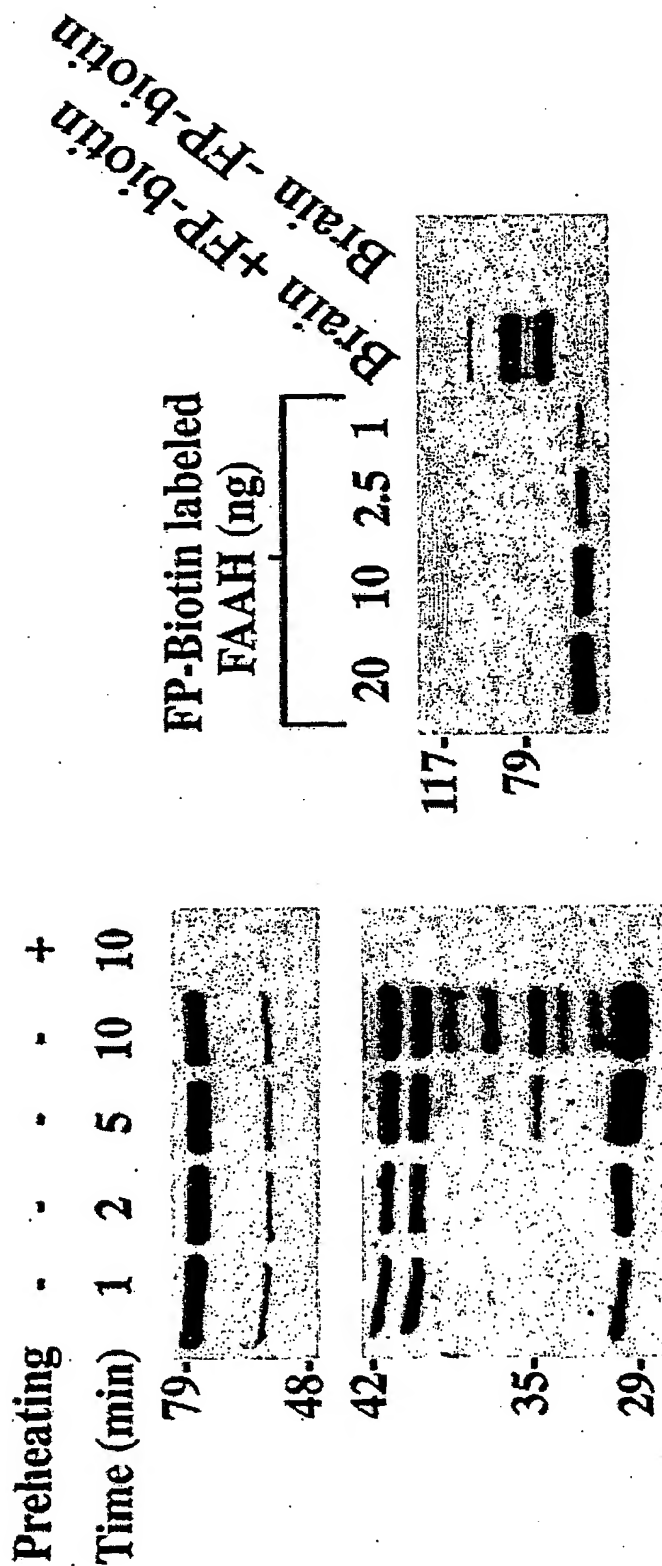 Preheating - - - - +
Time (min) 1 2 5 10 10
79-
48-
42-
35-
29-
FP-Biotin labeled
FAAH (ng)
20 10 2.5 1
Brain +FP-biotin
Brain -FP-biotin
117-
79-